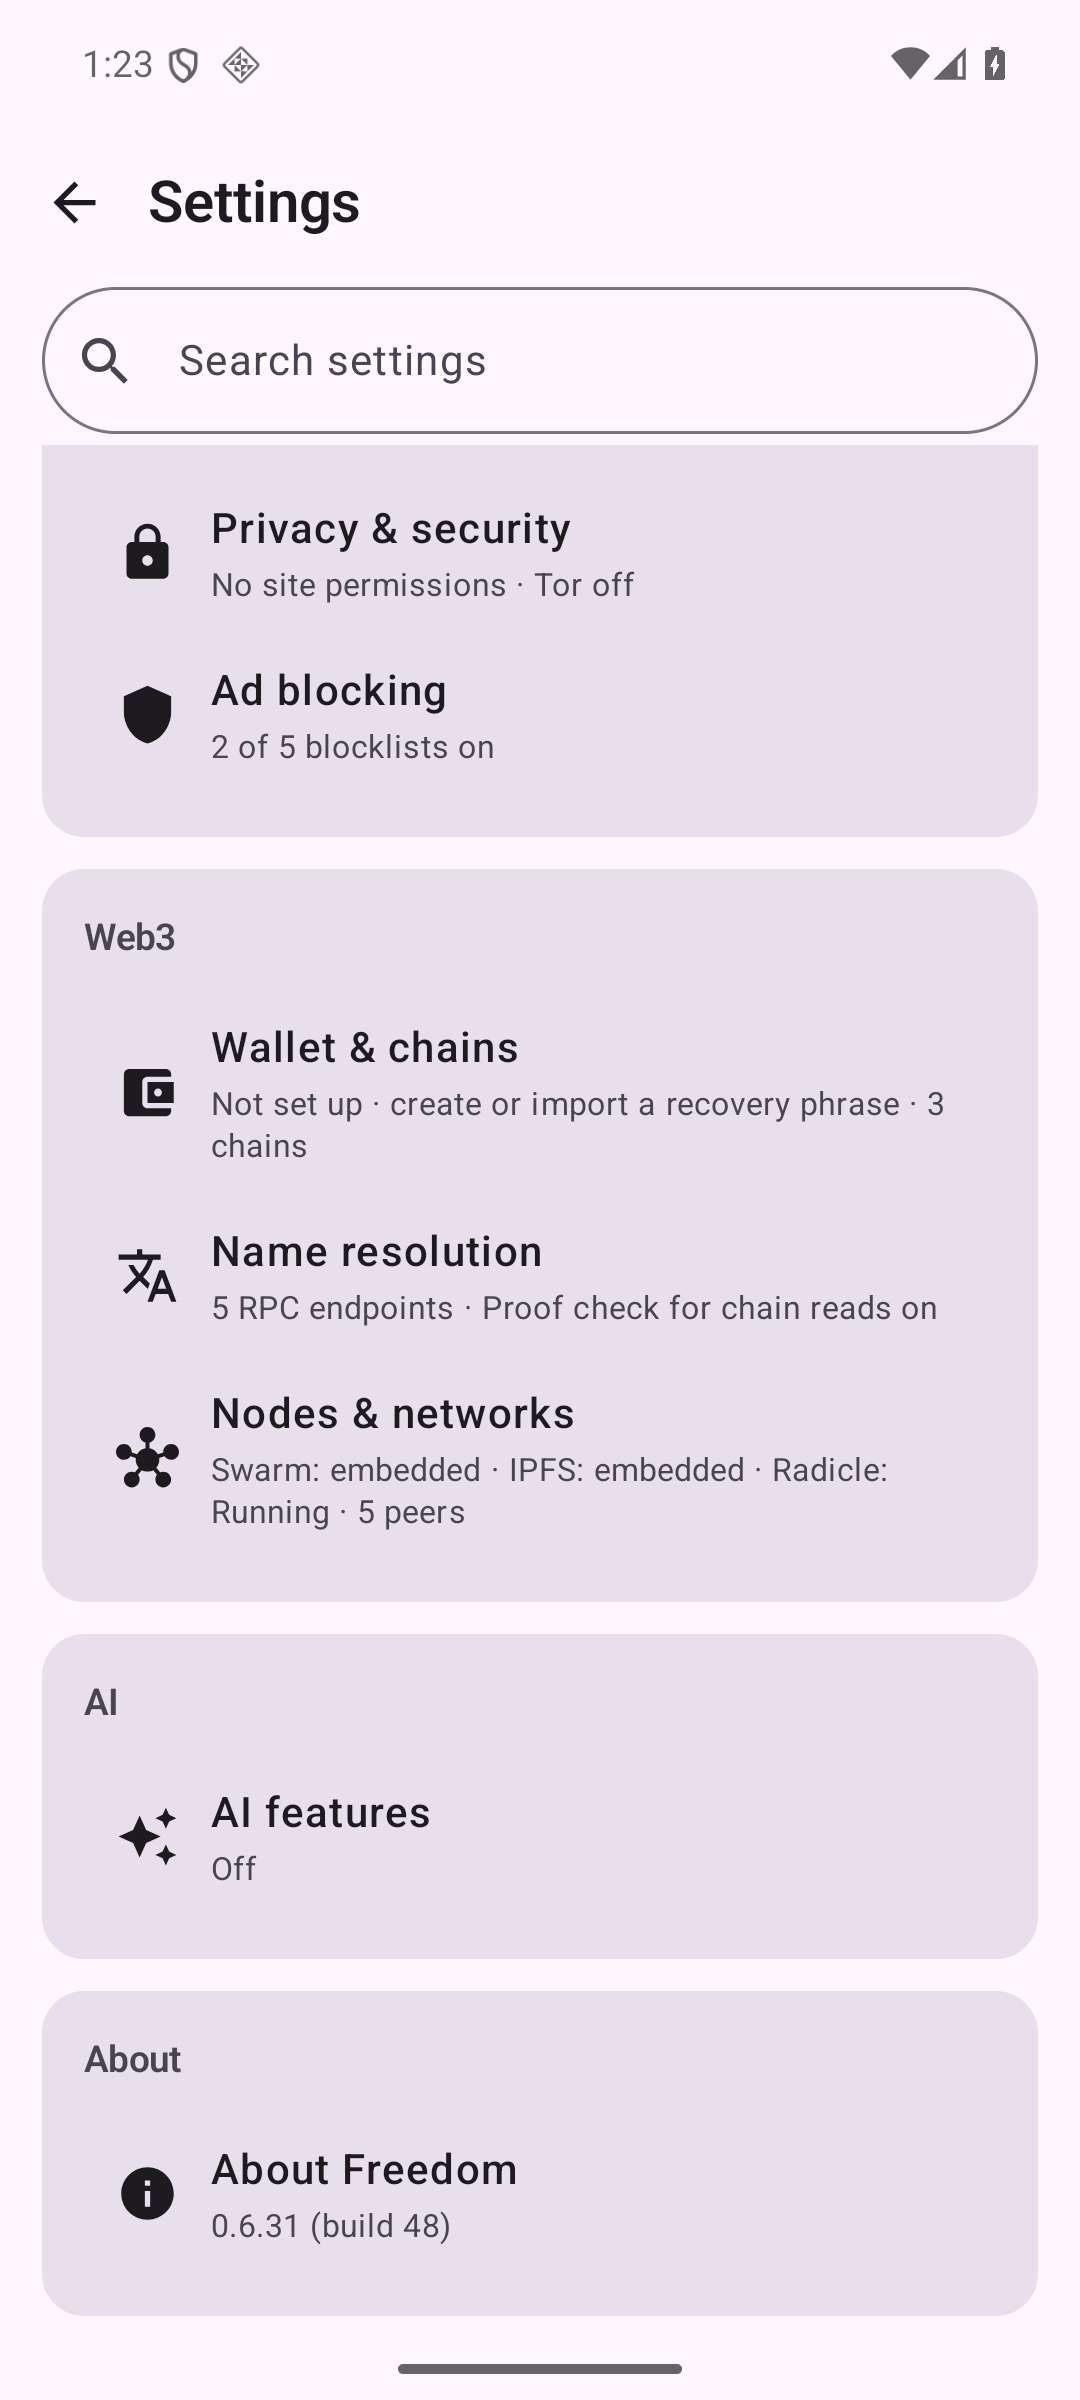 1:23
Settings
Search settings
Privacy & security
No site permissions · Tor off
Ad blocking
2 of 5 blocklists on
Web3
Wallet & chains
Not set up · create or import a recovery phrase · 3
chains
Name resolution
5 RPC endpoints · Proof check for chain reads on
Nodes & networks
Swarm: embedded · IPFS: embedded · Radicle:
Running · 5 peers
AI
AI features
Off
About
About Freedom
0.6.31 (build 48)